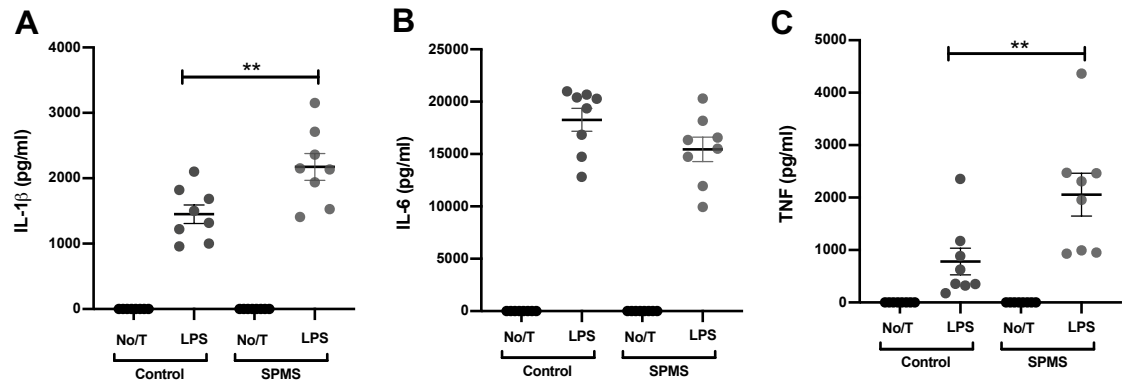 A
IL-1β (pg/ml)
4000
3000
2000
1000
0
**
No/T LPS No/T LPS
Control SPMS
B
IL-6 (pg/ml)
25000
20000
15000
10000
5000
0
No/T LPS No/T LPS
Control SPMS
C
TNF (pg/ml)
5000
4000
3000
2000
1000
0
**
No/T LPS No/T LPS
Control SPMS